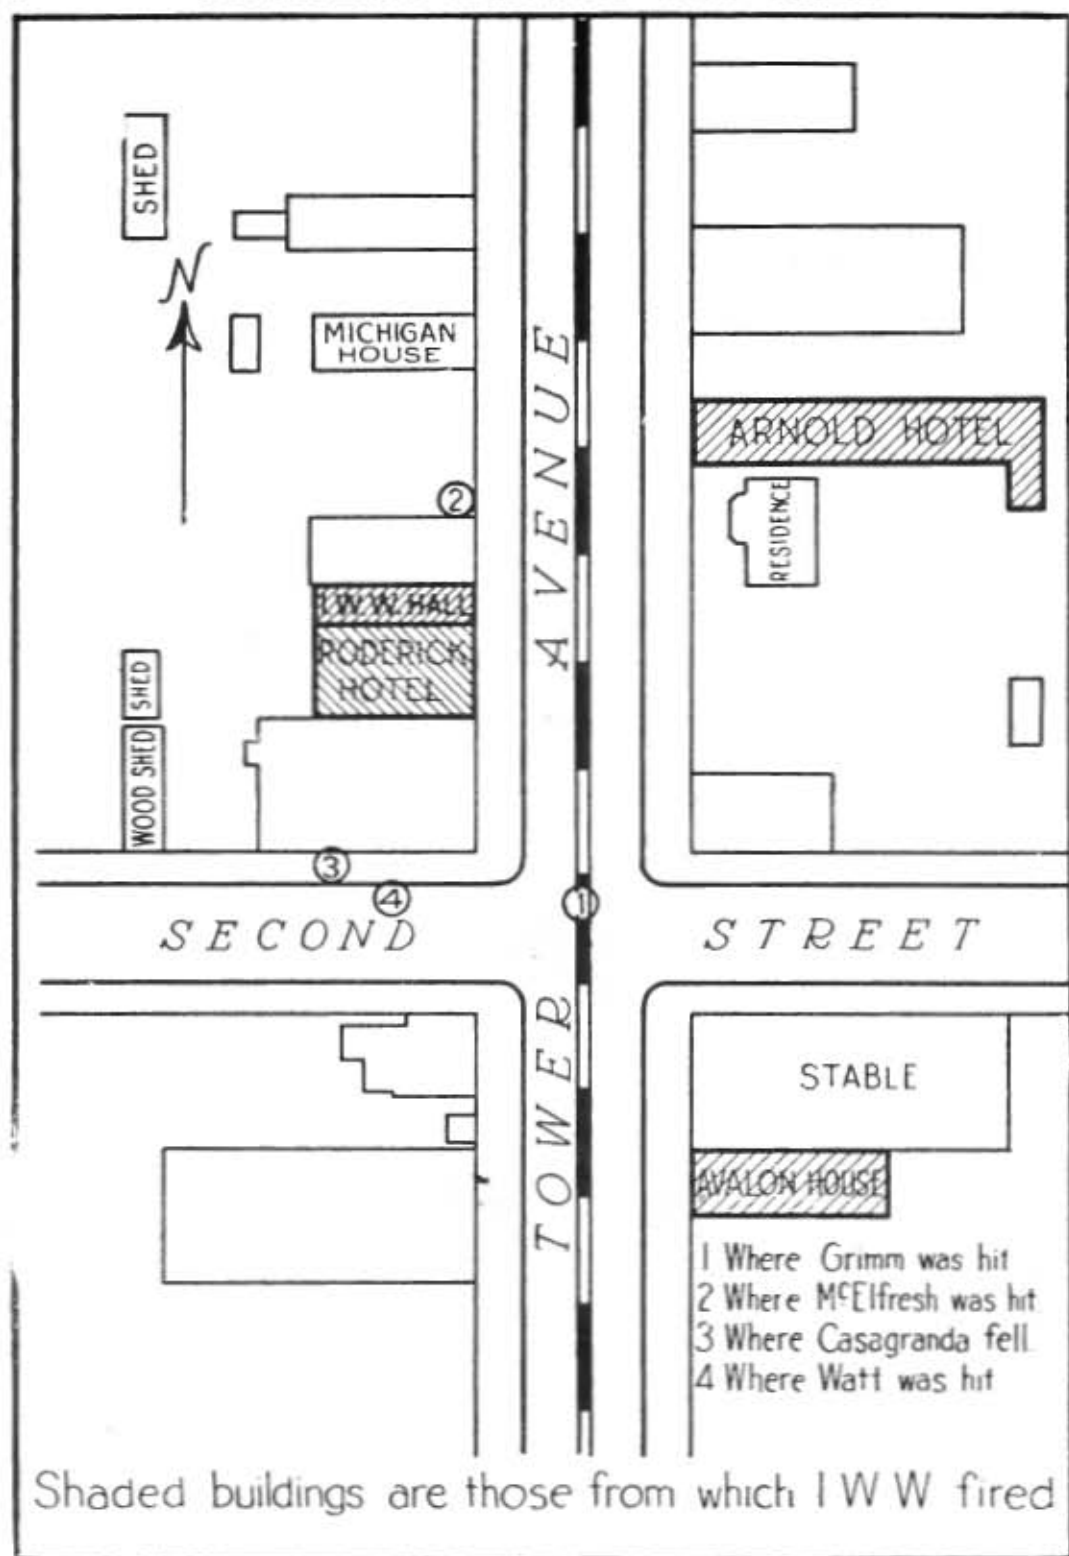 SHED
N
MICHIGAN
HOUSE
ARNOLD HOTEL
2
RESIDENCE
I.W.W. HALL
RODERICK
HOTEL
SHED
WOOD SHED
TOWER AVENUE
3
4
1
SECOND STREET
STABLE
AVALON HOUSE
1 Where Grimm was hit
2 Where McElfresh was hit
3 Where Casagranda fell
4 Where Watt was hit
Shaded buildings are those from which I W W fired